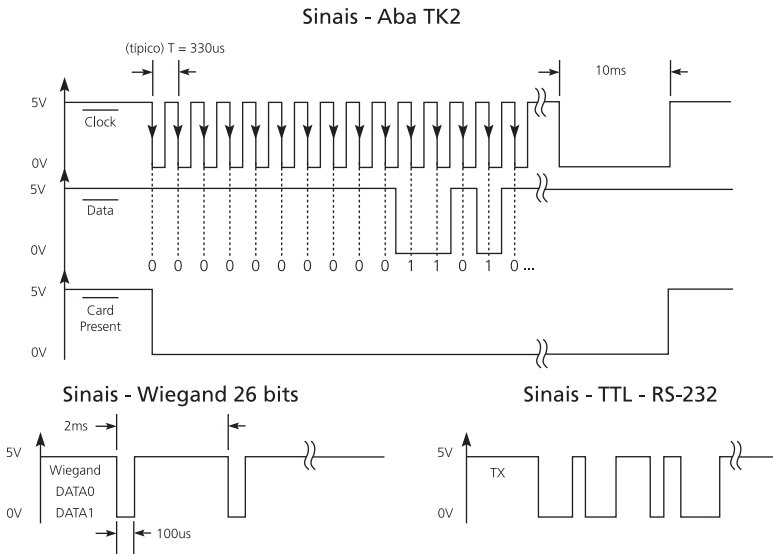 Sinais - Aba TK2
(típico) T = 330us
10ms
5V
Clock
0V
5V
Data
0V
0 0 0 0 0 0 0 0 0 0 1 1 0 1 0 ...
5V
Card
Present
0V
Sinais - Wiegand 26 bits
2ms
5V
Wiegand
DATA0
0V
DATA1
100us
Sinais - TTL - RS-232
5V
TX
0V